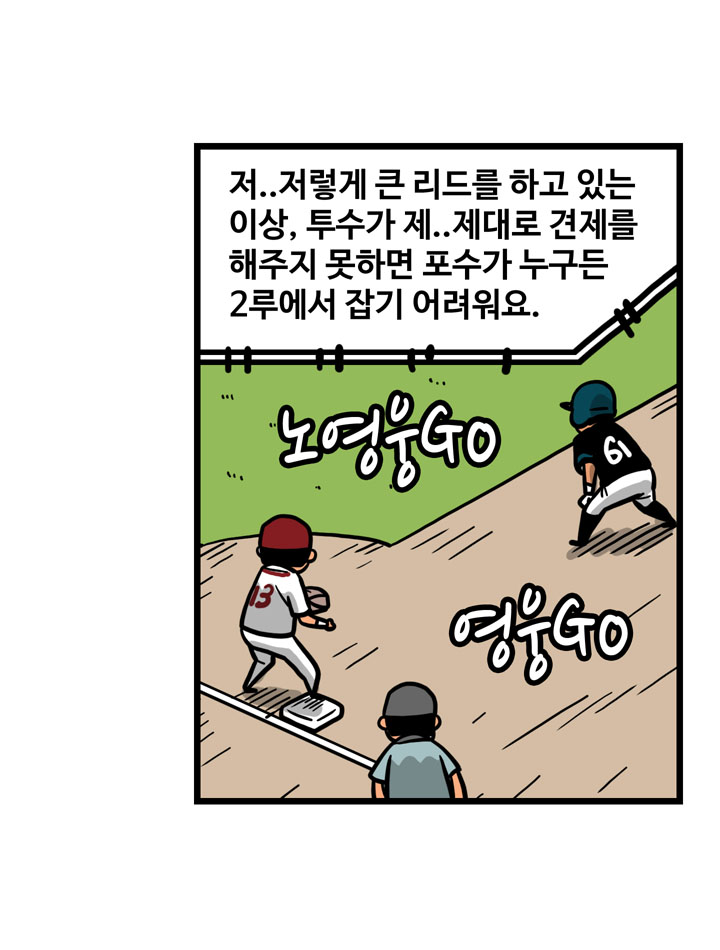 저..저렇게 큰 리드를 하고 있는
이상, 투수가 제..제대로 견제를
해주지 못하면 포수가 누구든
2루에서 잡기 어려워요.
노영웅GO
61
13
영웅GO